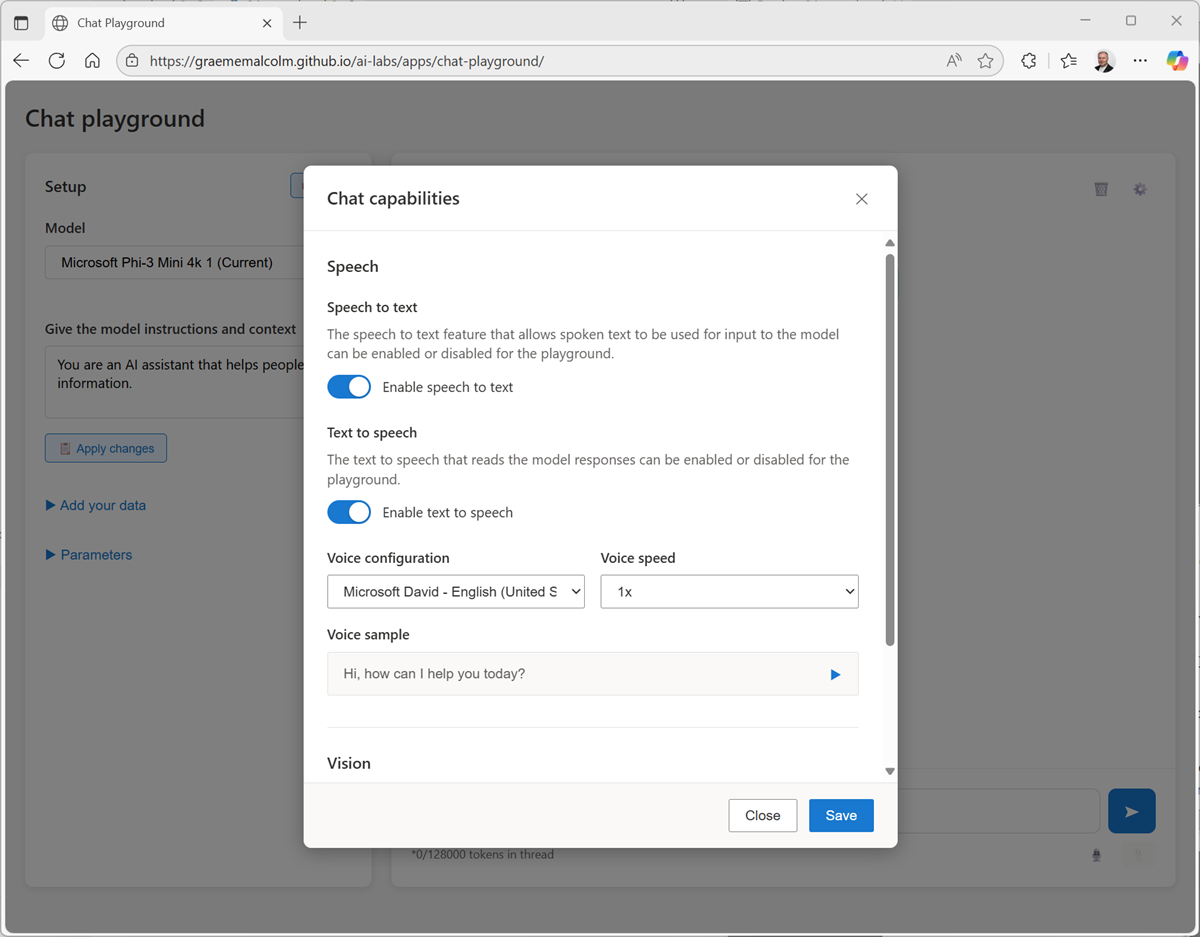 Chat Playground
https://graememalcolm.github.io/ai-labs/apps/chat-playground/
Chat playground
Setup
Model
Microsoft Phi-3 Mini 4k 1 (Current)
Give the model instructions and context
You are an AI assistant that helps people
information.
Apply changes
Add your data
Parameters
Chat capabilities
Speech
Speech to text
The speech to text feature that allows spoken text to be used for input to the model
can be enabled or disabled for the playground.
Enable speech to text
Text to speech
The text to speech that reads the model responses can be enabled or disabled for the
playground.
Enable text to speech
Voice configuration Voice speed
Microsoft David - English (United S 1x
Voice sample
Hi, how can I help you today?
Vision
Close Save
*0/128000 tokens in thread